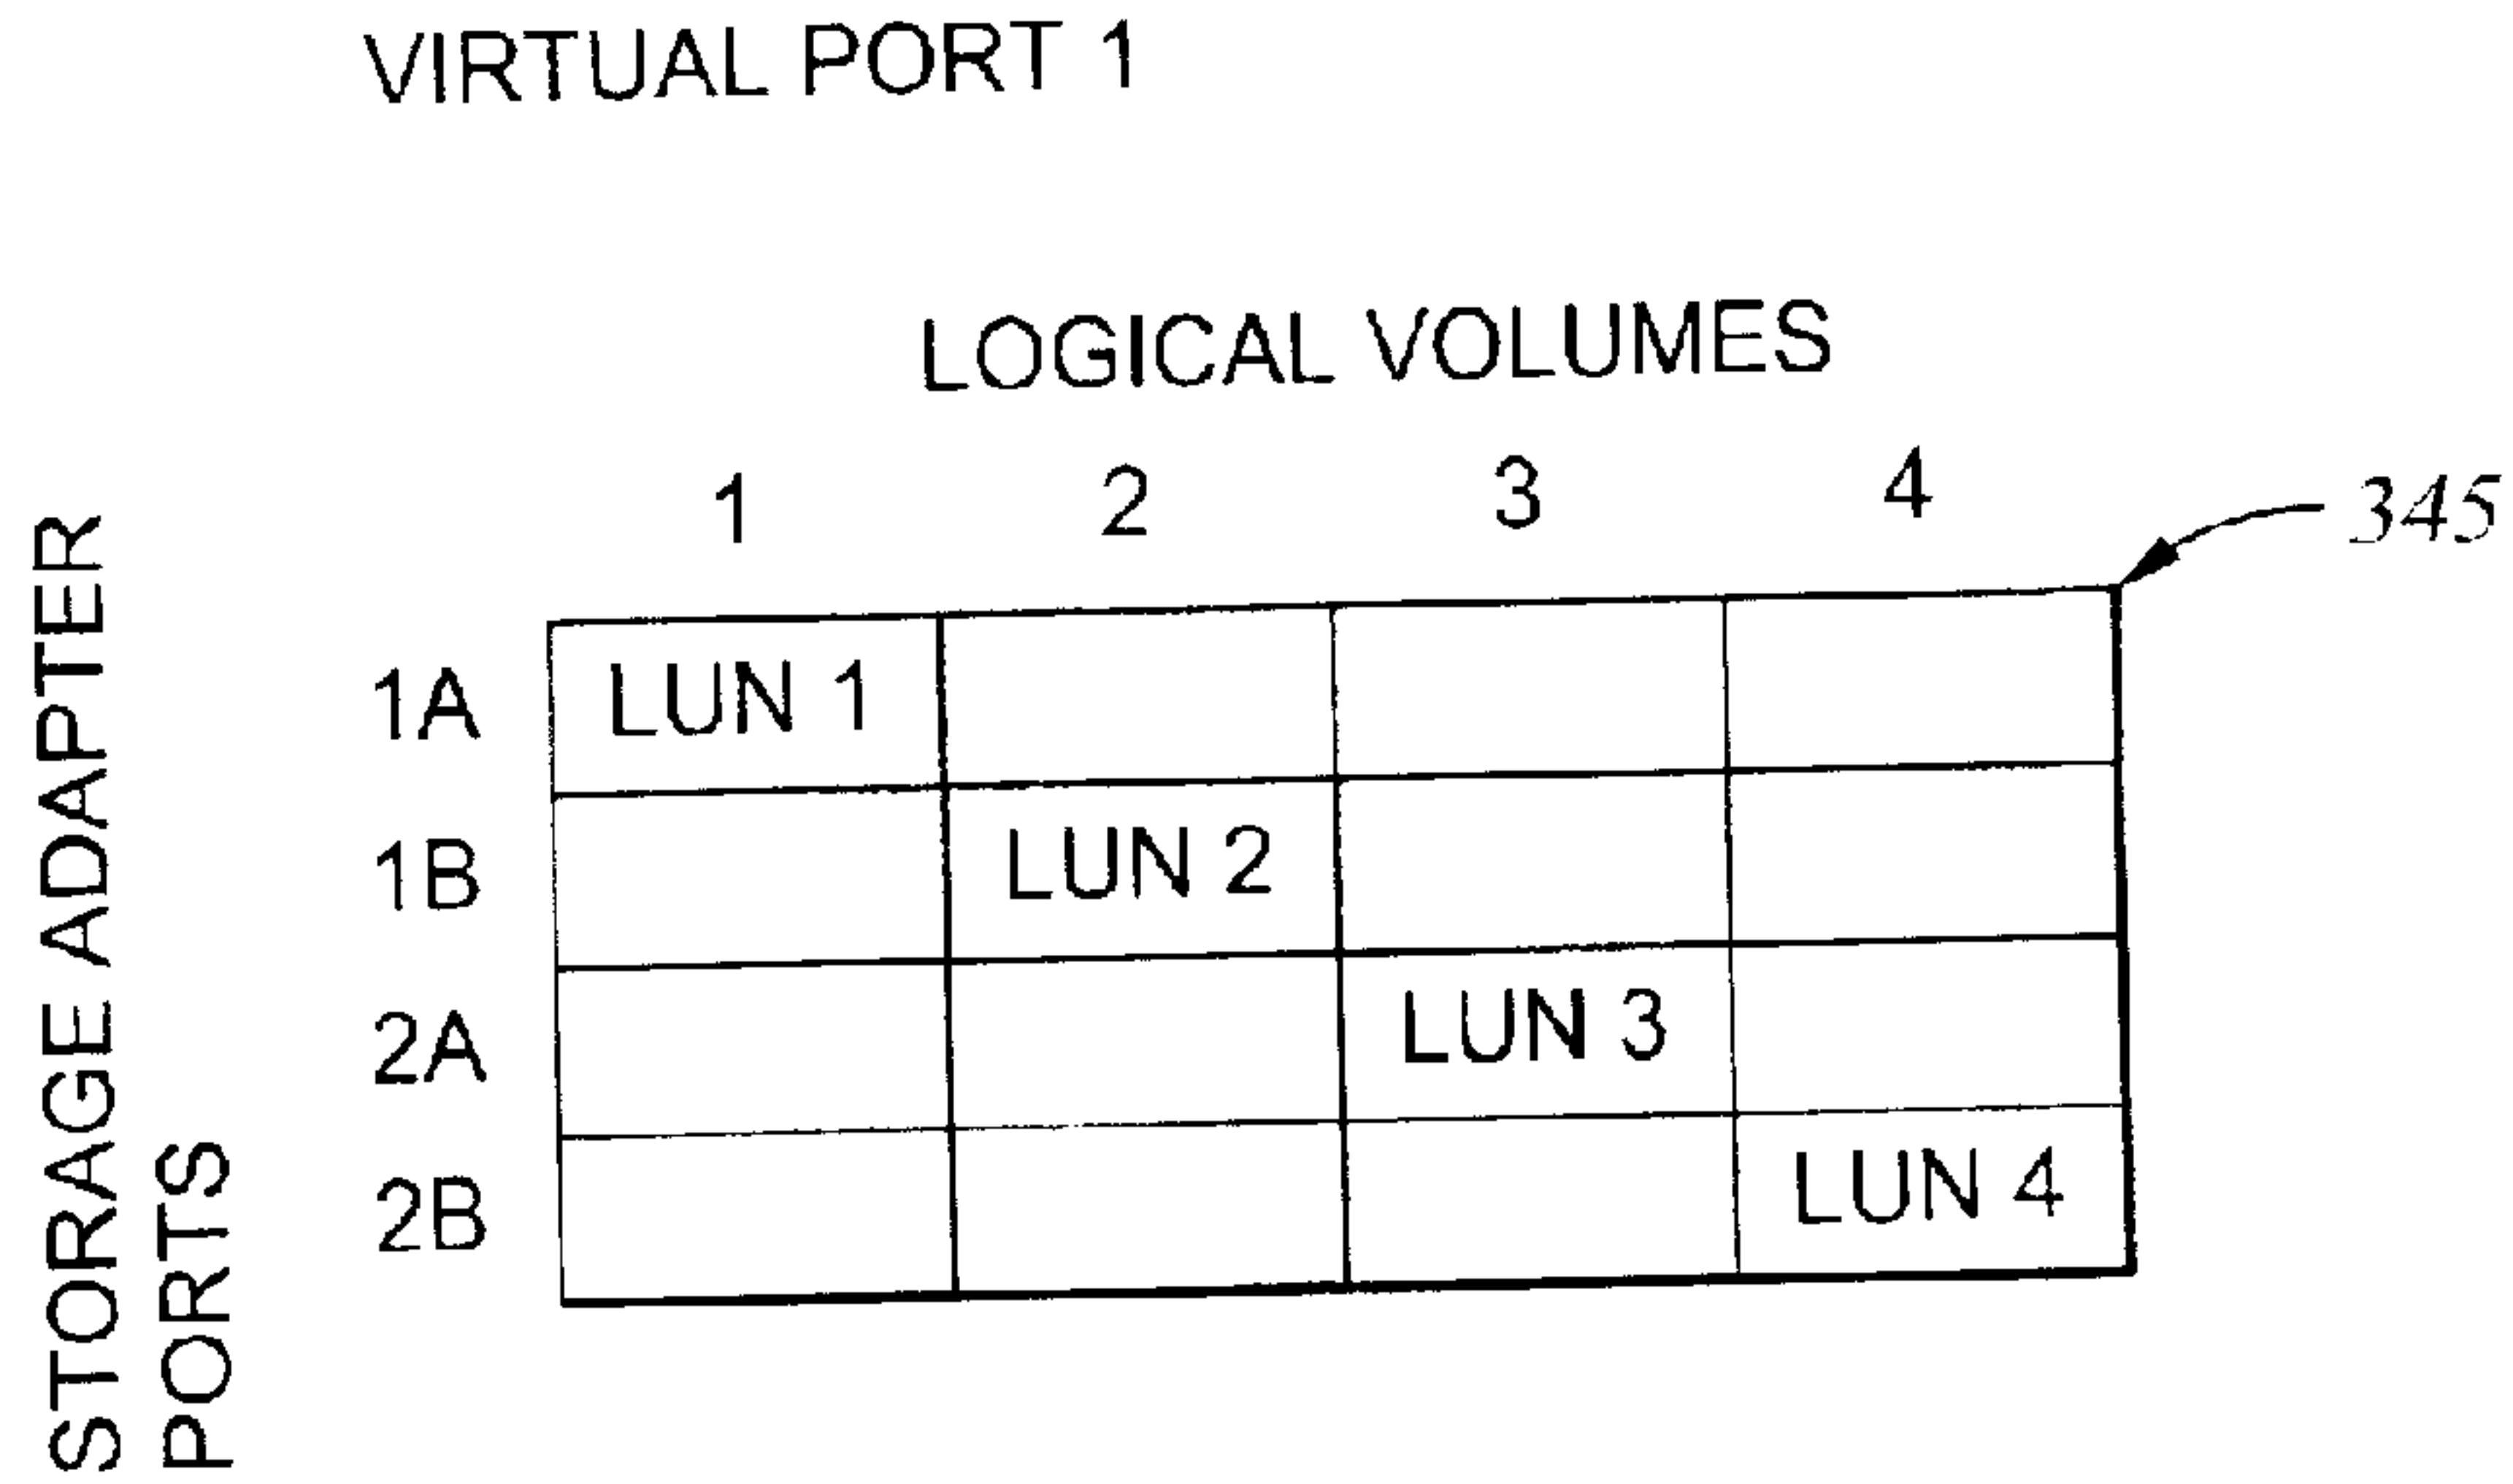 VIRTUAL PORT 1
LOGICAL VOLUMES
1 2 3 4
345
STORAGE ADAPTER
PORTS
1A LUN 1
1B LUN 2
2A LUN 3
2B LUN 4